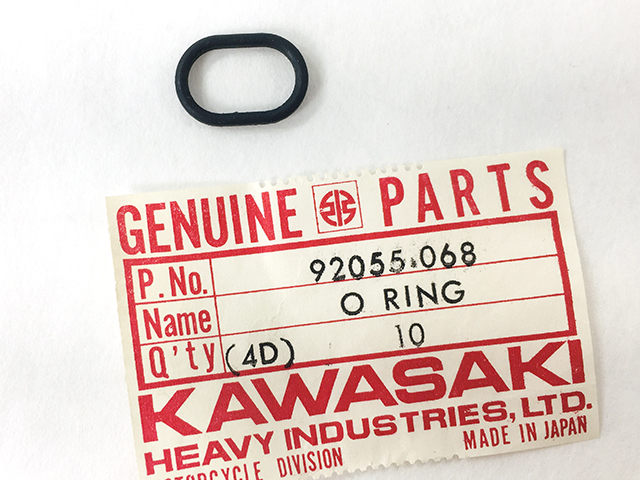 GENUINE PARTS
P. No. 92055-068
Name O RING
Q'ty (4D) 10
KAWASAKI
HEAVY INDUSTRIES, LTD.
MOTORCYCLE DIVISION MADE IN JAPAN